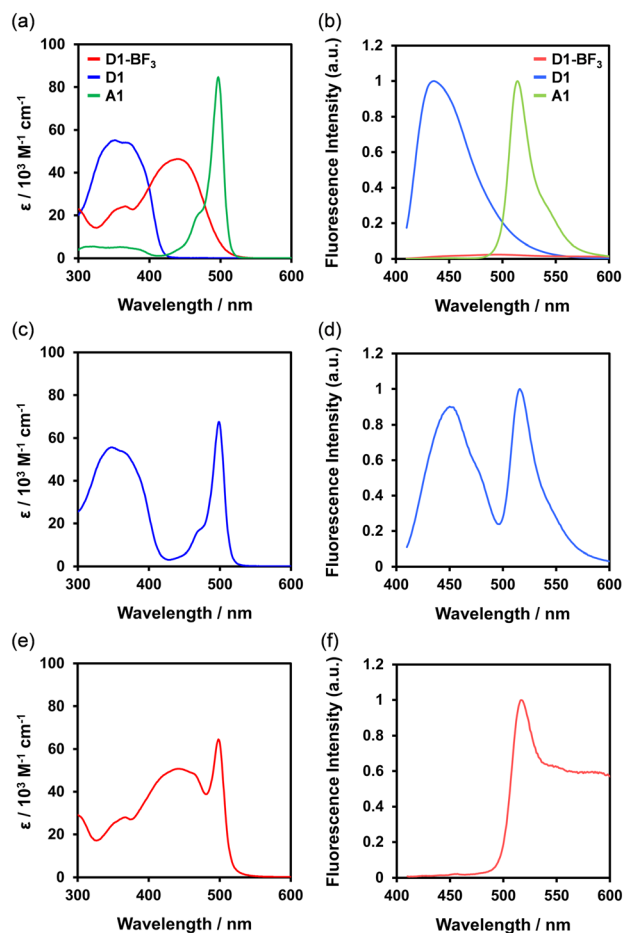 (a)
(b)
100
80
60
40
20
0
ε / 10³ M⁻¹ cm⁻¹
D1-BF₃
D1
A1
300 400 500 600
Wavelength / nm
1.2
1
0.8
0.6
0.4
0.2
0
Fluorescence Intensity (a.u.)
D1-BF₃
D1
A1
400 450 500 550 600
Wavelength / nm
(c)
(d)
100
80
60
40
20
0
ε / 10³ M⁻¹ cm⁻¹
300 400 500 600
Wavelength / nm
1.2
1
0.8
0.6
0.4
0.2
0
Fluorescence Intensity (a.u.)
400 450 500 550 600
Wavelength / nm
(e)
(f)
100
80
60
40
20
0
ε / 10³ M⁻¹ cm⁻¹
300 400 500 600
Wavelength / nm
1.2
1
0.8
0.6
0.4
0.2
0
Fluorescence Intensity (a.u.)
400 450 500 550 600
Wavelength / nm